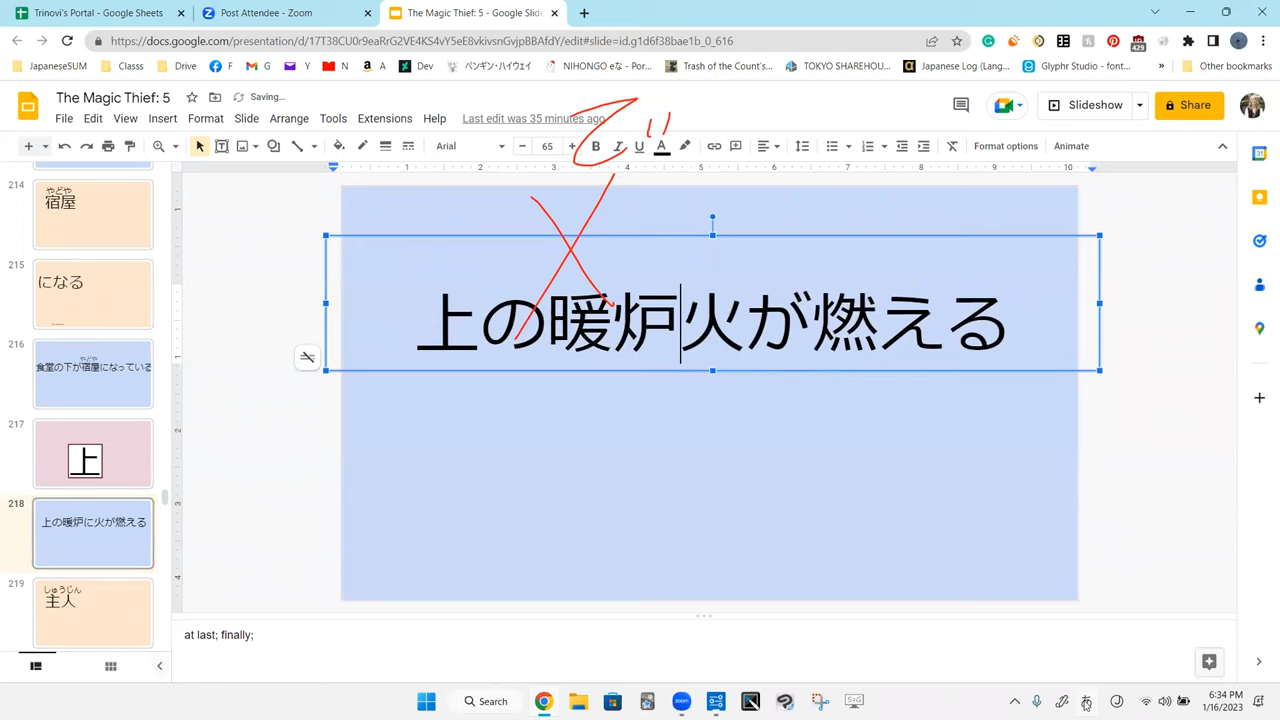 Trinovi's Portal - Google Sheets
Post Attendee - Zoom
The Magic Thief: 5 - Google Slid
https://docs.google.com/presentation/d/17T38CU0r9eaRrG2VE4KS4vY5eE8vkivsnGvjpBBAfdY/edit#slide=id.g1d6f38bae1b_0_616
JapaneseSUM
Classs
Drive
F
G
Y
A
Dev
ペンギン・ハイウェイ
NIHONGO eな - Por...
Trash of the Count's...
TOKYO SHAREHOU...
Japanese Log (Lang...
Glyphr Studio - font...
Other bookmarks
The Magic Thief: 5
Saving...
File Edit View Insert Format Slide Arrange Tools Extensions Help
Last edit was 35 minutes ago
Slideshow
Share
Arial
65
Format options
Animate
214
やどや
宿屋
215
になる
216
やどや
食堂の下が宿屋になっている
217
上
218
上の暖炉に火が燃える
219
しゅうじん
主人
上の暖炉火が燃える
at last; finally;
Search
6:34 PM
1/16/2023